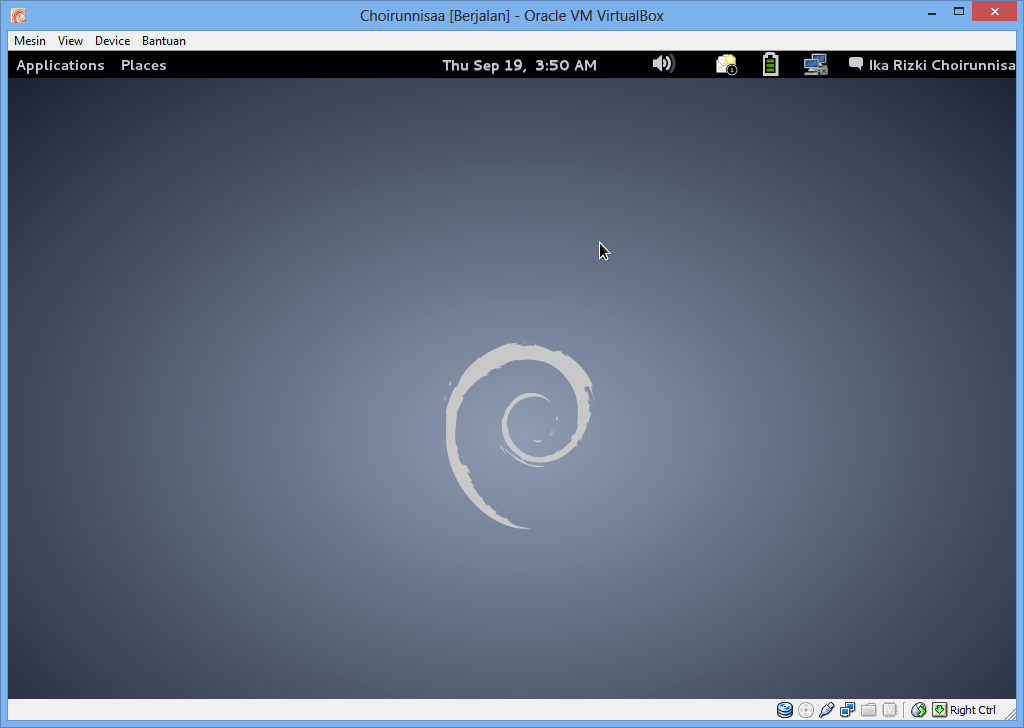 Choirunnisaa [Berjalan] - Oracle VM VirtualBox
Mesin View Device Bantuan
Applications Places Thu Sep 19, 3:50 AM 1 Ika Rizki Choirunnisa
Right Ctrl